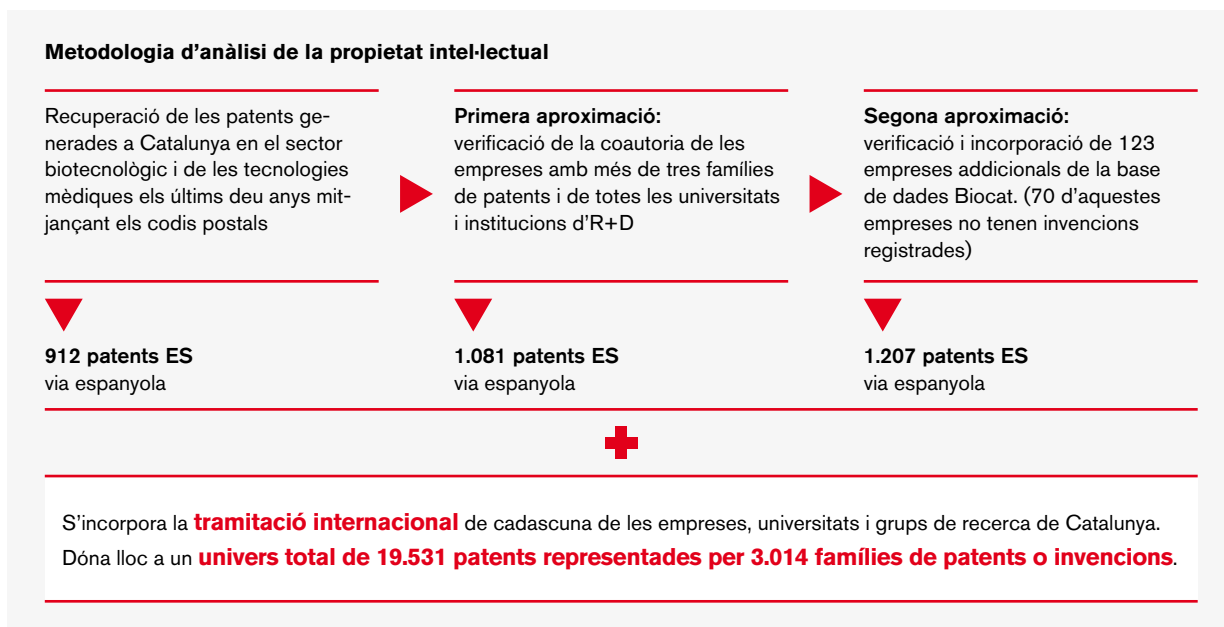 Metodologia d'anàlisi de la propietat intel·lectual
Recuperació de les patents ge-
nerades a Catalunya en el sector
biotecnològic i de les tecnologies
mèdiques els últims deu anys mit-
jançant els codis postals
912 patents ES
via espanyola
Primera aproximació:
verificació de la coautoria de les
empreses amb més de tres famílies
de patents i de totes les universitats
i institucions d'R+D
1.081 patents ES
via espanyola
Segona aproximació:
verificació i incorporació de 123
empreses addicionals de la base
de dades Biocat. (70 d'aquestes
empreses no tenen invencions
registrades)
1.207 patents ES
via espanyola
S'incorpora la tramitació internacional de cadascuna de les empreses, universitats i grups de recerca de Catalunya.
Dóna lloc a un univers total de 19.531 patents representades per 3.014 famílies de patents o invencions.